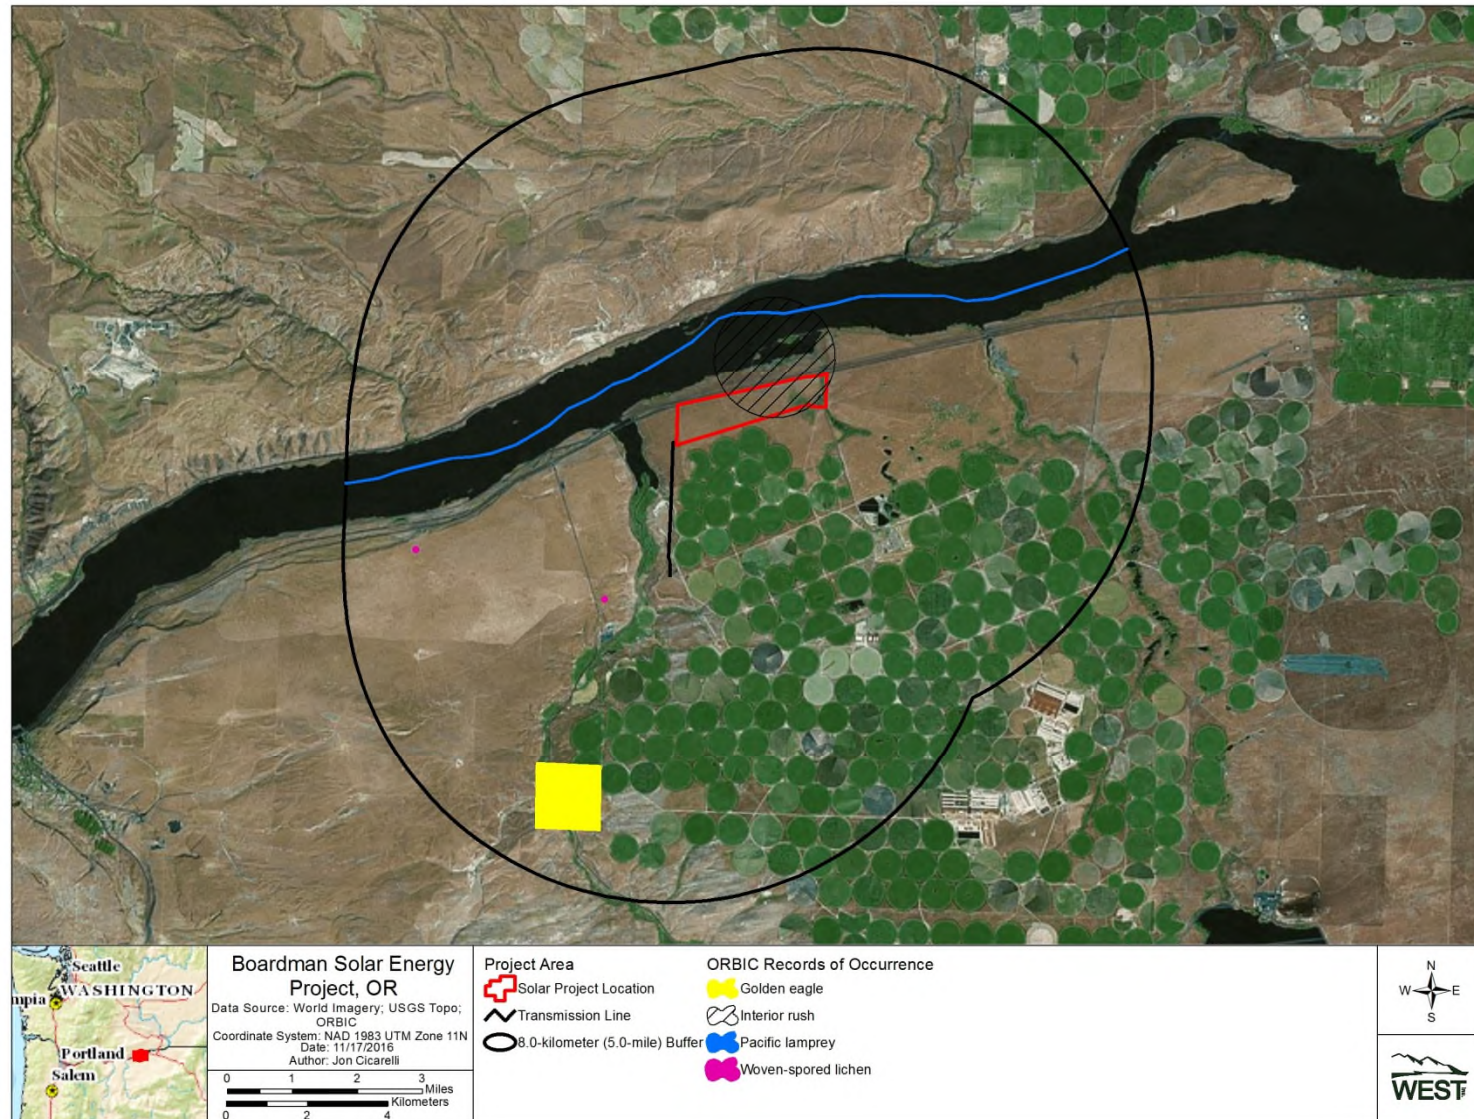 Seattle
mpia
WASHINGTON
Portland
Salem
Boardman Solar Energy
Project, OR
Data Source: World Imagery; USGS Topo;
ORBIC
Coordinate System: NAD 1983 UTM Zone 11N
Date: 11/17/2016
Author: Jon Cicarelli
0 1 2 3
Miles
Kilometers
0 2 4
Project Area
Solar Project Location
Transmission Line
8.0-kilometer (5.0-mile) Buffer
ORBIC Records of Occurrence
Golden eagle
Interior rush
Pacific lamprey
Woven-spored lichen
N
W E
S
WEST